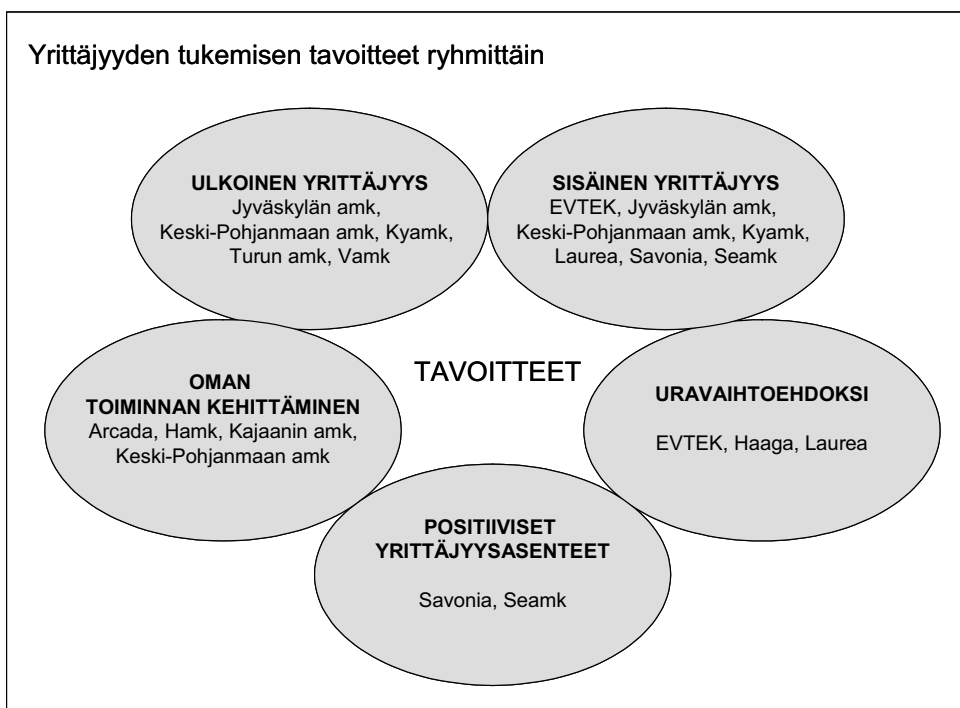 Yrittäjyyden tukemisen tavoitteet ryhmittäin
ULKOINEN YRITTÄJYYS
Jyväskylän amk,
Keski-Pohjanmaan amk, Kyamk,
Turun amk, Vamk
SISÄINEN YRITTÄJYYS
EVTEK, Jyväskylän amk,
Keski-Pohjanmaan amk, Kyamk,
Laurea, Savonia, Seamk
TAVOITTEET
OMAN
TOIMINNAN KEHITTÄMINEN
Arcada, Hamk, Kajaanin amk,
Keski-Pohjanmaan amk
URAVAIHTOEHDOKSI
EVTEK, Haaga, Laurea
POSITIIVISET
YRITTÄJYYSASENTEET
Savonia, Seamk